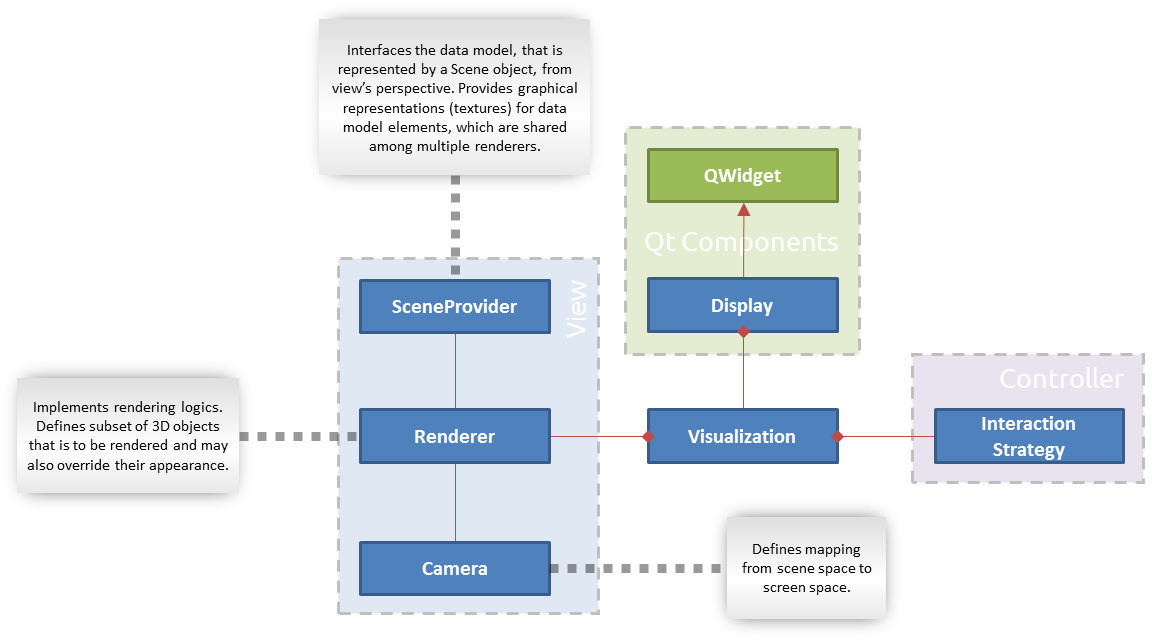 Interfaces the data model, that is
represented by a Scene object, from
view's perspective. Provides graphical
representations (textures) for data
model elements, which are shared
among multiple renderers.
QWidget
Qt Components
Display
SceneProvider
View
Controller
Implements rendering logics.
Defines subset of 3D objects
that is to be rendered and may
also override their appearance.
Renderer
Visualization
Interaction
Strategy
Camera
Defines mapping
from scene space to
screen space.